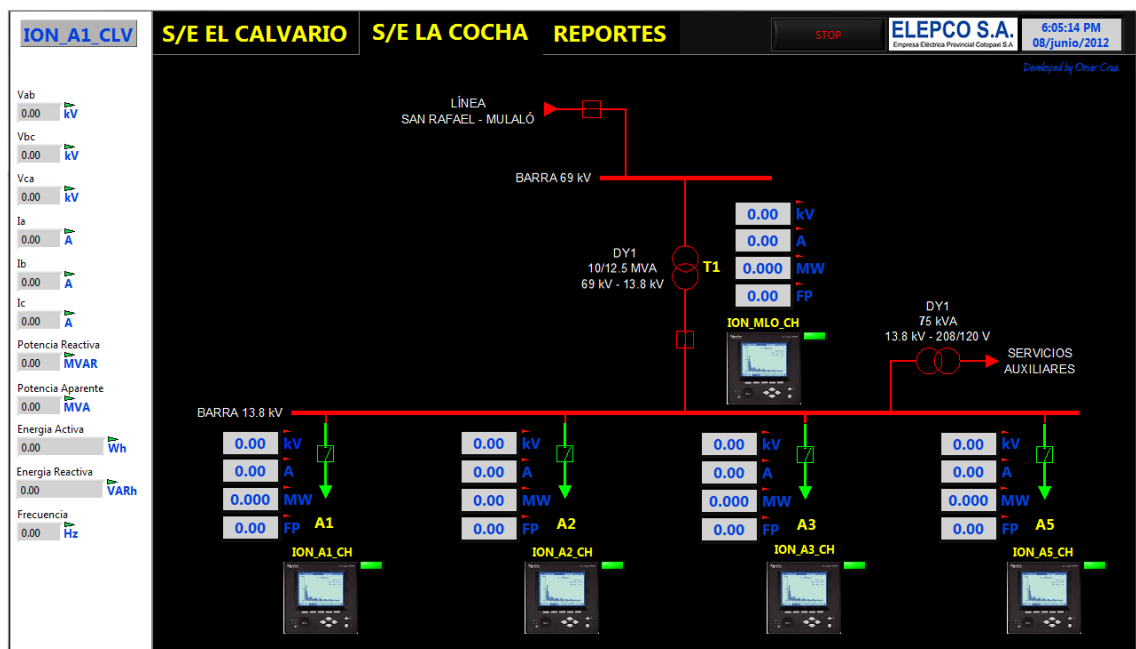 ION_A1_CLV
S/E EL CALVARIO
S/E LA COCHA
REPORTES
STOP
ELEPCO S.A.
Empresa Eléctrica Provincial Cotopaxi S.A
6:05:14 PM
08/junio/2012
Developed by Omar Cruz
Vab
0.00 kV
Vbc
0.00 kV
Vca
0.00 kV
Ia
0.00 A
Ib
0.00 A
Ic
0.00 A
Potencia Reactiva
0.00 MVAR
Potencia Aparente
0.00 MVA
Energia Activa
0.00 Wh
Energia Reactiva
0.00 VARh
Frecuencia
0.00 Hz
LÍNEA
SAN RAFAEL - MULALÓ
BARRA 69 kV
DY1
10/12.5 MVA
69 kV - 13.8 kV
T1
0.00 kV
0.00 A
0.000 MW
0.00 FP
ION_MLO_CH
DY1
75 kVA
13.8 kV - 208/120 V
SERVICIOS
AUXILIARES
BARRA 13.8 kV
0.00 kV
0.00 A
0.000 MW
0.00 FP
A1
ION_A1_CH
0.00 kV
0.00 A
0.00 MW
0.00 FP
A2
ION_A2_CH
0.00 kV
0.00 A
0.000 MW
0.00 FP
A3
ION_A3_CH
0.00 kV
0.00 A
0.00 MW
0.00 FP
A5
ION_A5_CH